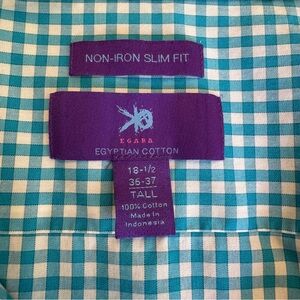 NON-IRON SLIM FIT
EGARA
EGYPTIAN COTTON
18-1/2
36-37
TALL
100% Cotton
Made in
Indonesia